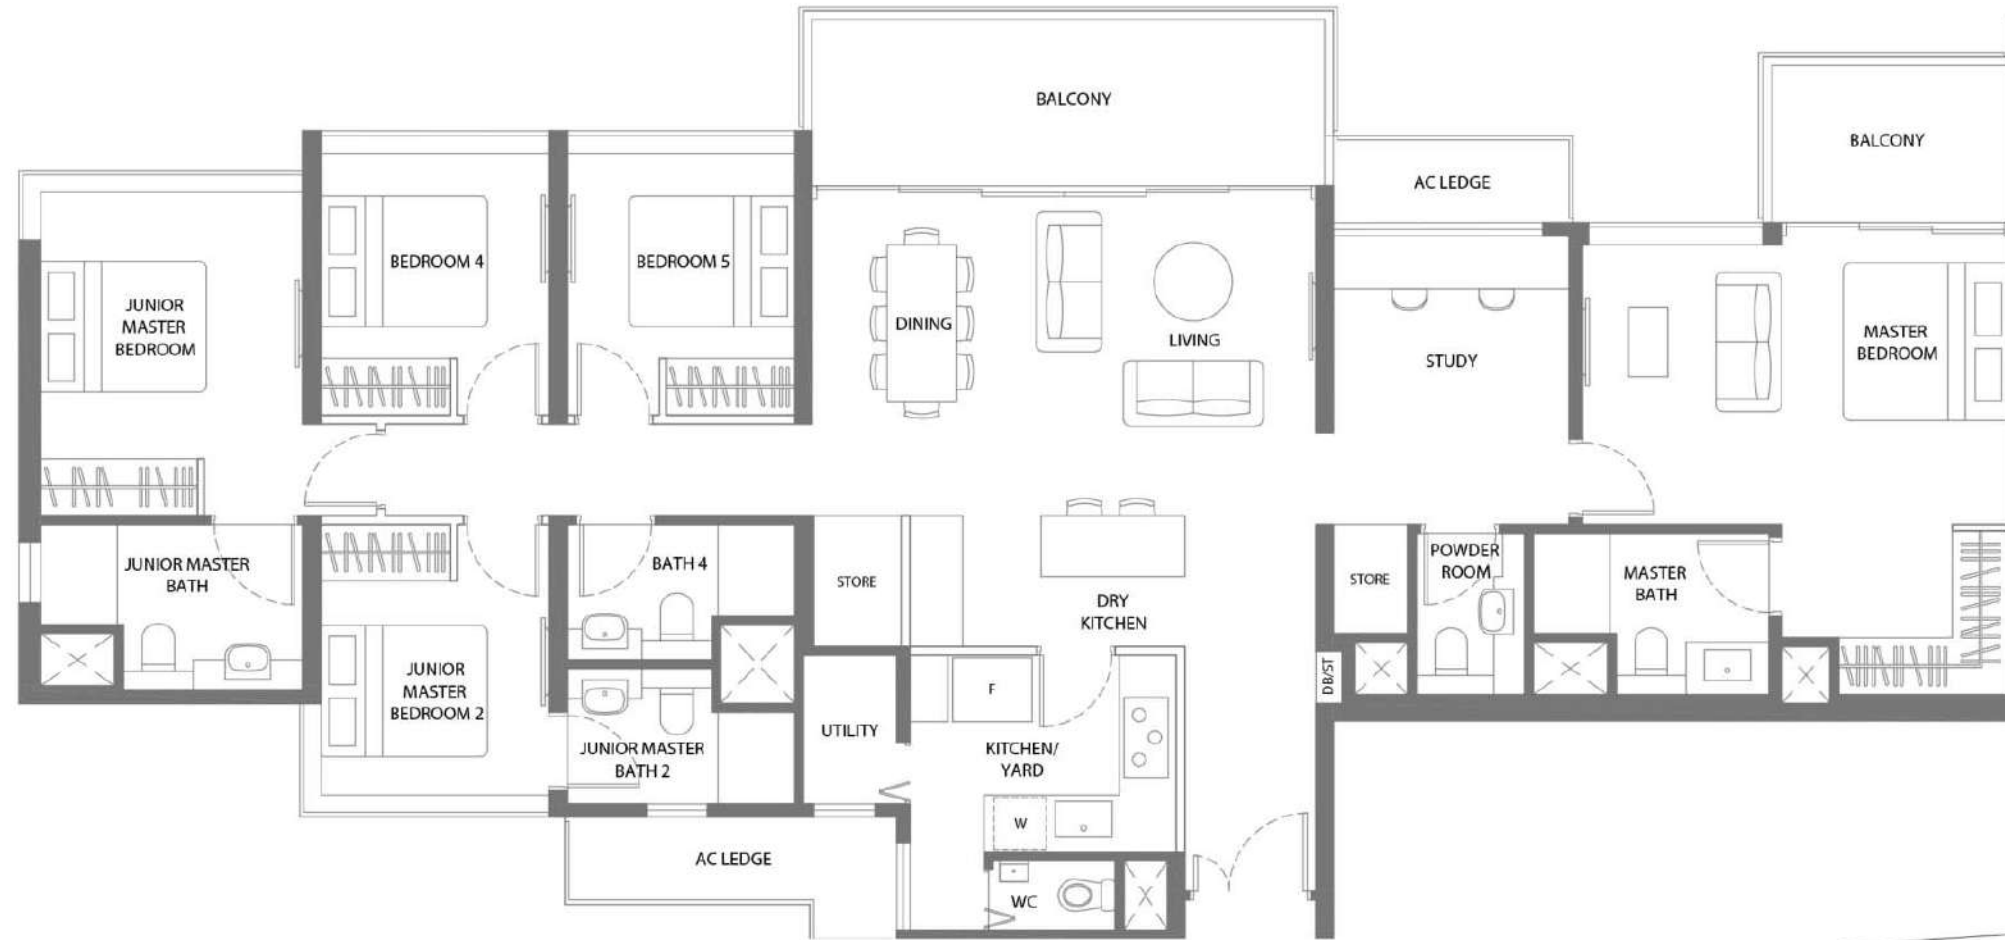 BALCONY
BALCONY
AC LEDGE
BEDROOM 4
BEDROOM 5
JUNIOR
MASTER
BEDROOM
DINING
LIVING
STUDY
MASTER
BEDROOM
JUNIOR MASTER
BATH
BATH 4
STORE
DRY
KITCHEN
STORE
POWDER
ROOM
MASTER
BATH
JUNIOR
MASTER
BEDROOM 2
JUNIOR MASTER
BATH 2
UTILITY
F
KITCHEN/
YARD
DB/ST
W
AC LEDGE
WC